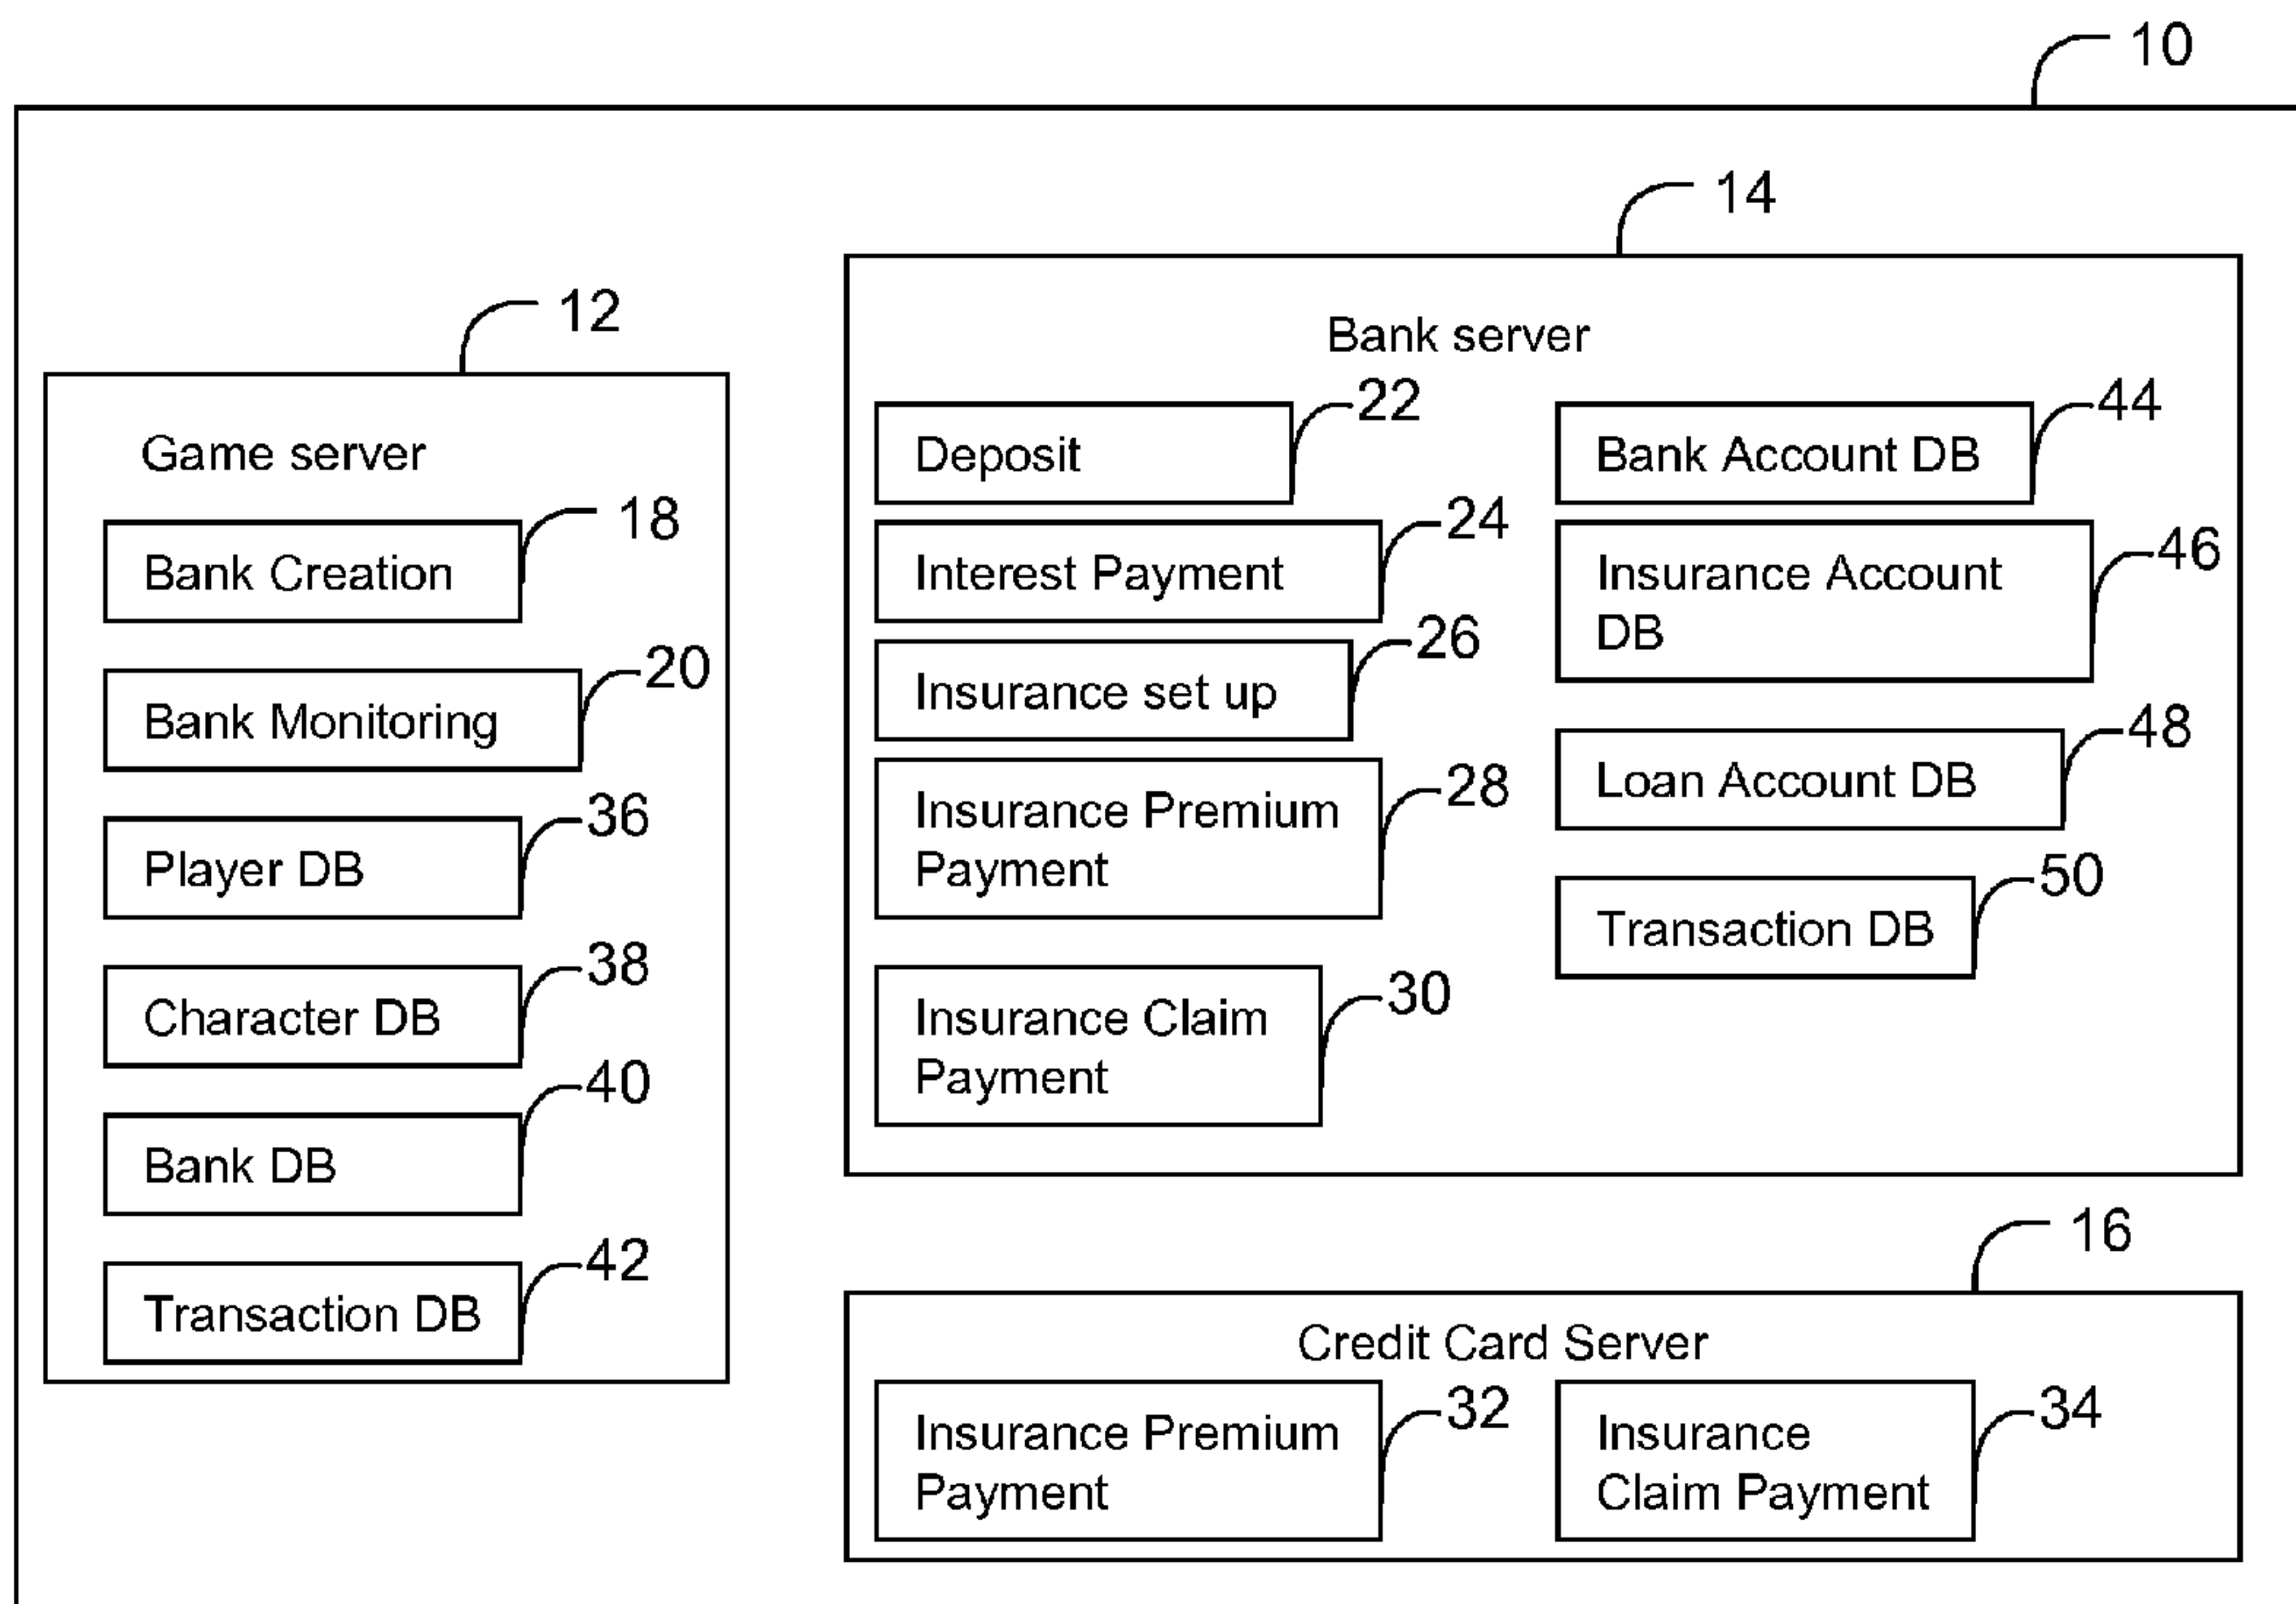 10
14
12
Bank server
Game server
22
Deposit
44
Bank Account DB
18
Bank Creation
24
Interest Payment
46
Insurance Account
DB
20
Bank Monitoring
26
Insurance set up
48
Loan Account DB
28
Insurance Premium
Payment
36
Player DB
50
Transaction DB
38
Character DB
30
Insurance Claim
Payment
40
Bank DB
42
Transaction DB
16
Credit Card Server
32
Insurance Premium
Payment
34
Insurance
Claim Payment